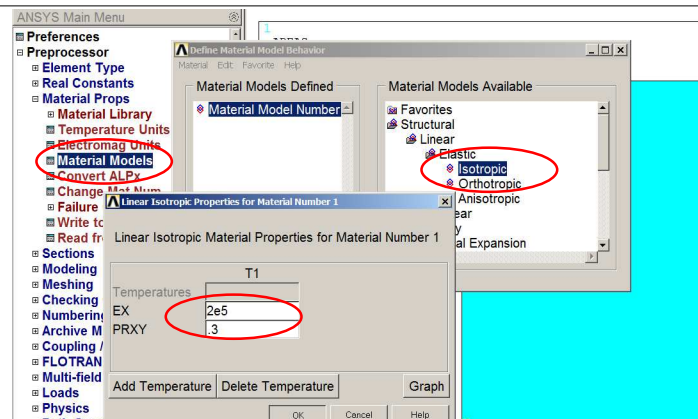 ANSYS Main Menu
Preferences
Preprocessor
Element Type
Real Constants
Material Props
Material Library
Temperature Units
Electromag Units
Material Models
Convert ALPx
Change Mat Num
Failure
Write to
Read fr
Sections
Modeling
Meshing
Checking
Numbering
Archive M
Coupling /
FLOTRAN
Multi-field
Loads
Physics
1
Define Material Model Behavior
Material Edit Favorite Help
Material Models Defined
Material Model Number
Material Models Available
Favorites
Structural
Linear
Elastic
Isotropic
Orthotropic
Anisotropic
ear
y
al Expansion
Linear Isotropic Properties for Material Number 1
Linear Isotropic Material Properties for Material Number 1
T1
Temperatures
EX 2e5
PRXY .3
Add Temperature Delete Temperature Graph
OK Cancel Help